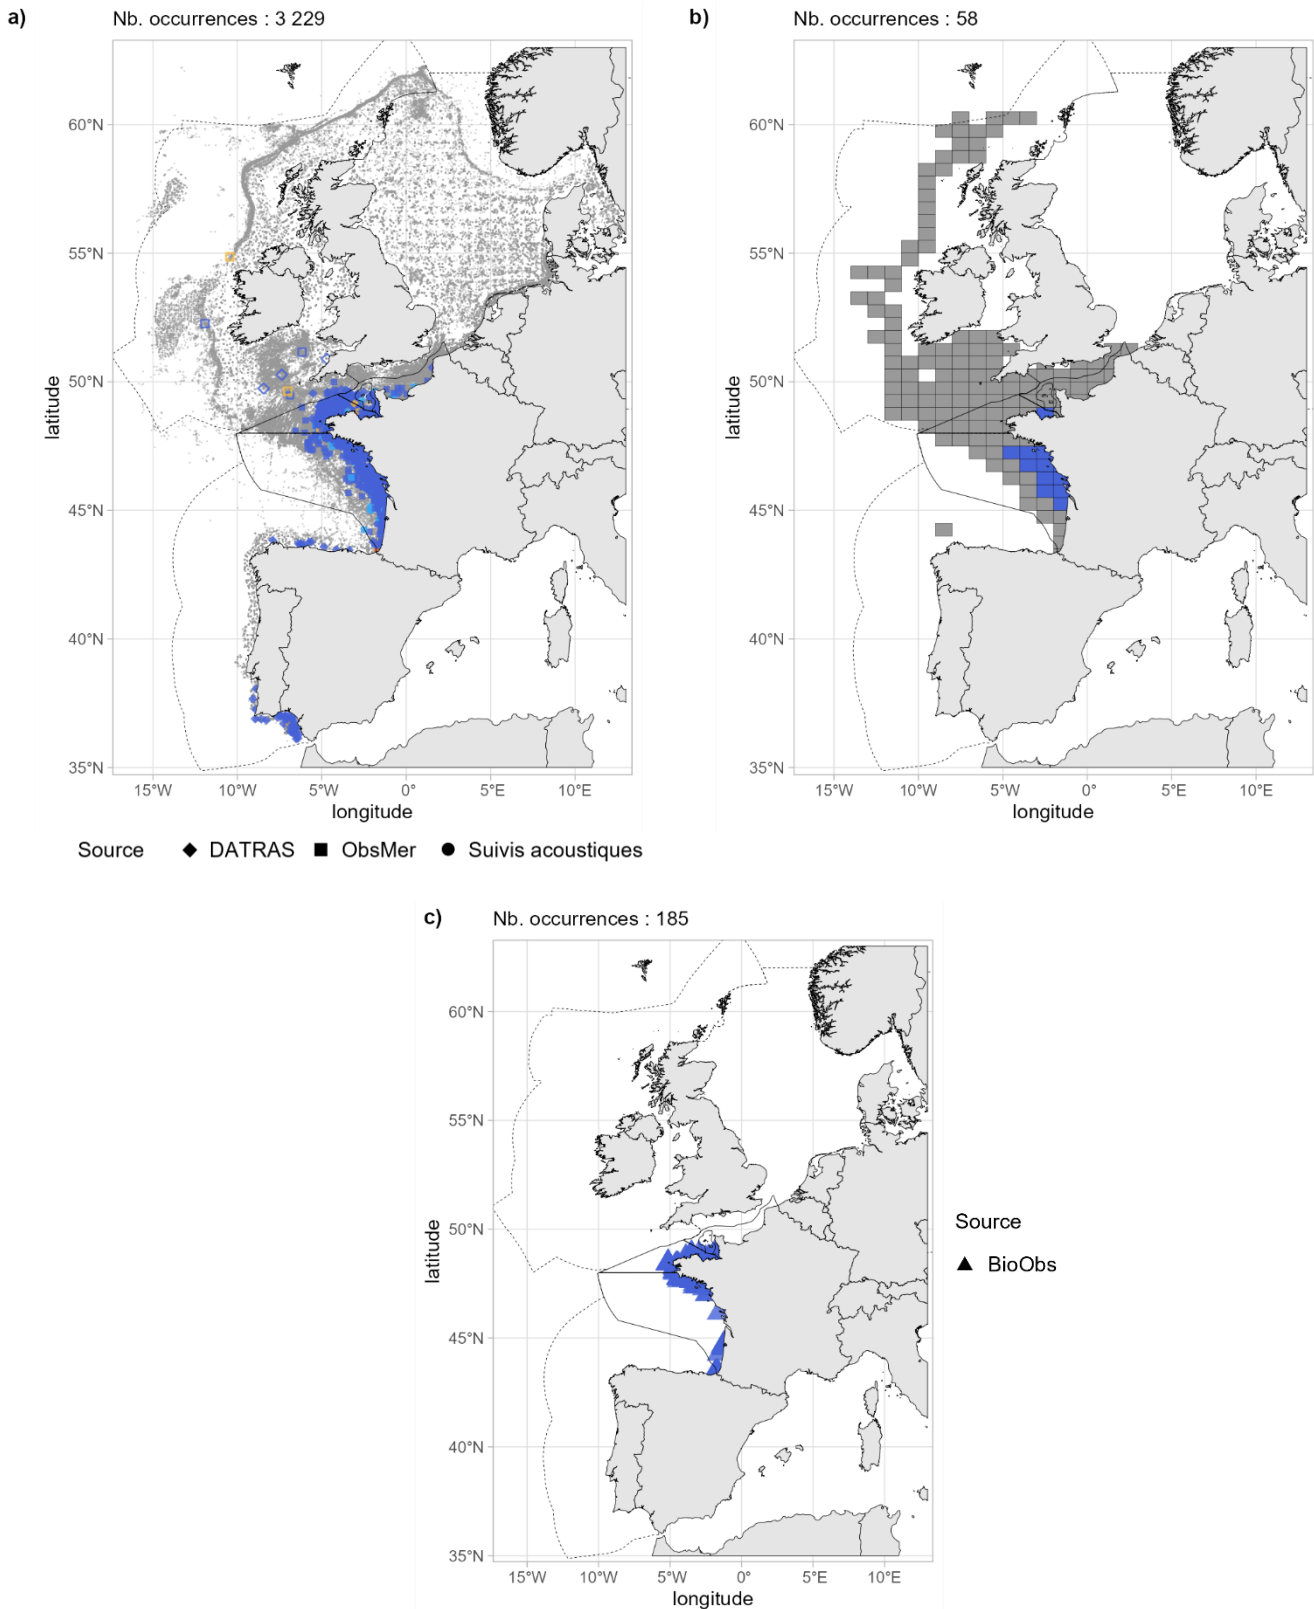 a)
Nb. occurrences : 3 229
60°N
55°N
50°N
45°N
40°N
35°N
latitude
15°W 10°W 5°W 0° 5°E 10°E
longitude
Source DATRAS ObsMer Suivis acoustiques
b)
Nb. occurrences : 58
60°N
55°N
50°N
45°N
40°N
35°N
latitude
15°W 10°W 5°W 0° 5°E 10°E
longitude
c)
Nb. occurrences : 185
60°N
55°N
50°N
45°N
40°N
35°N
latitude
15°W 10°W 5°W 0° 5°E 10°E
longitude
Source
BioObs